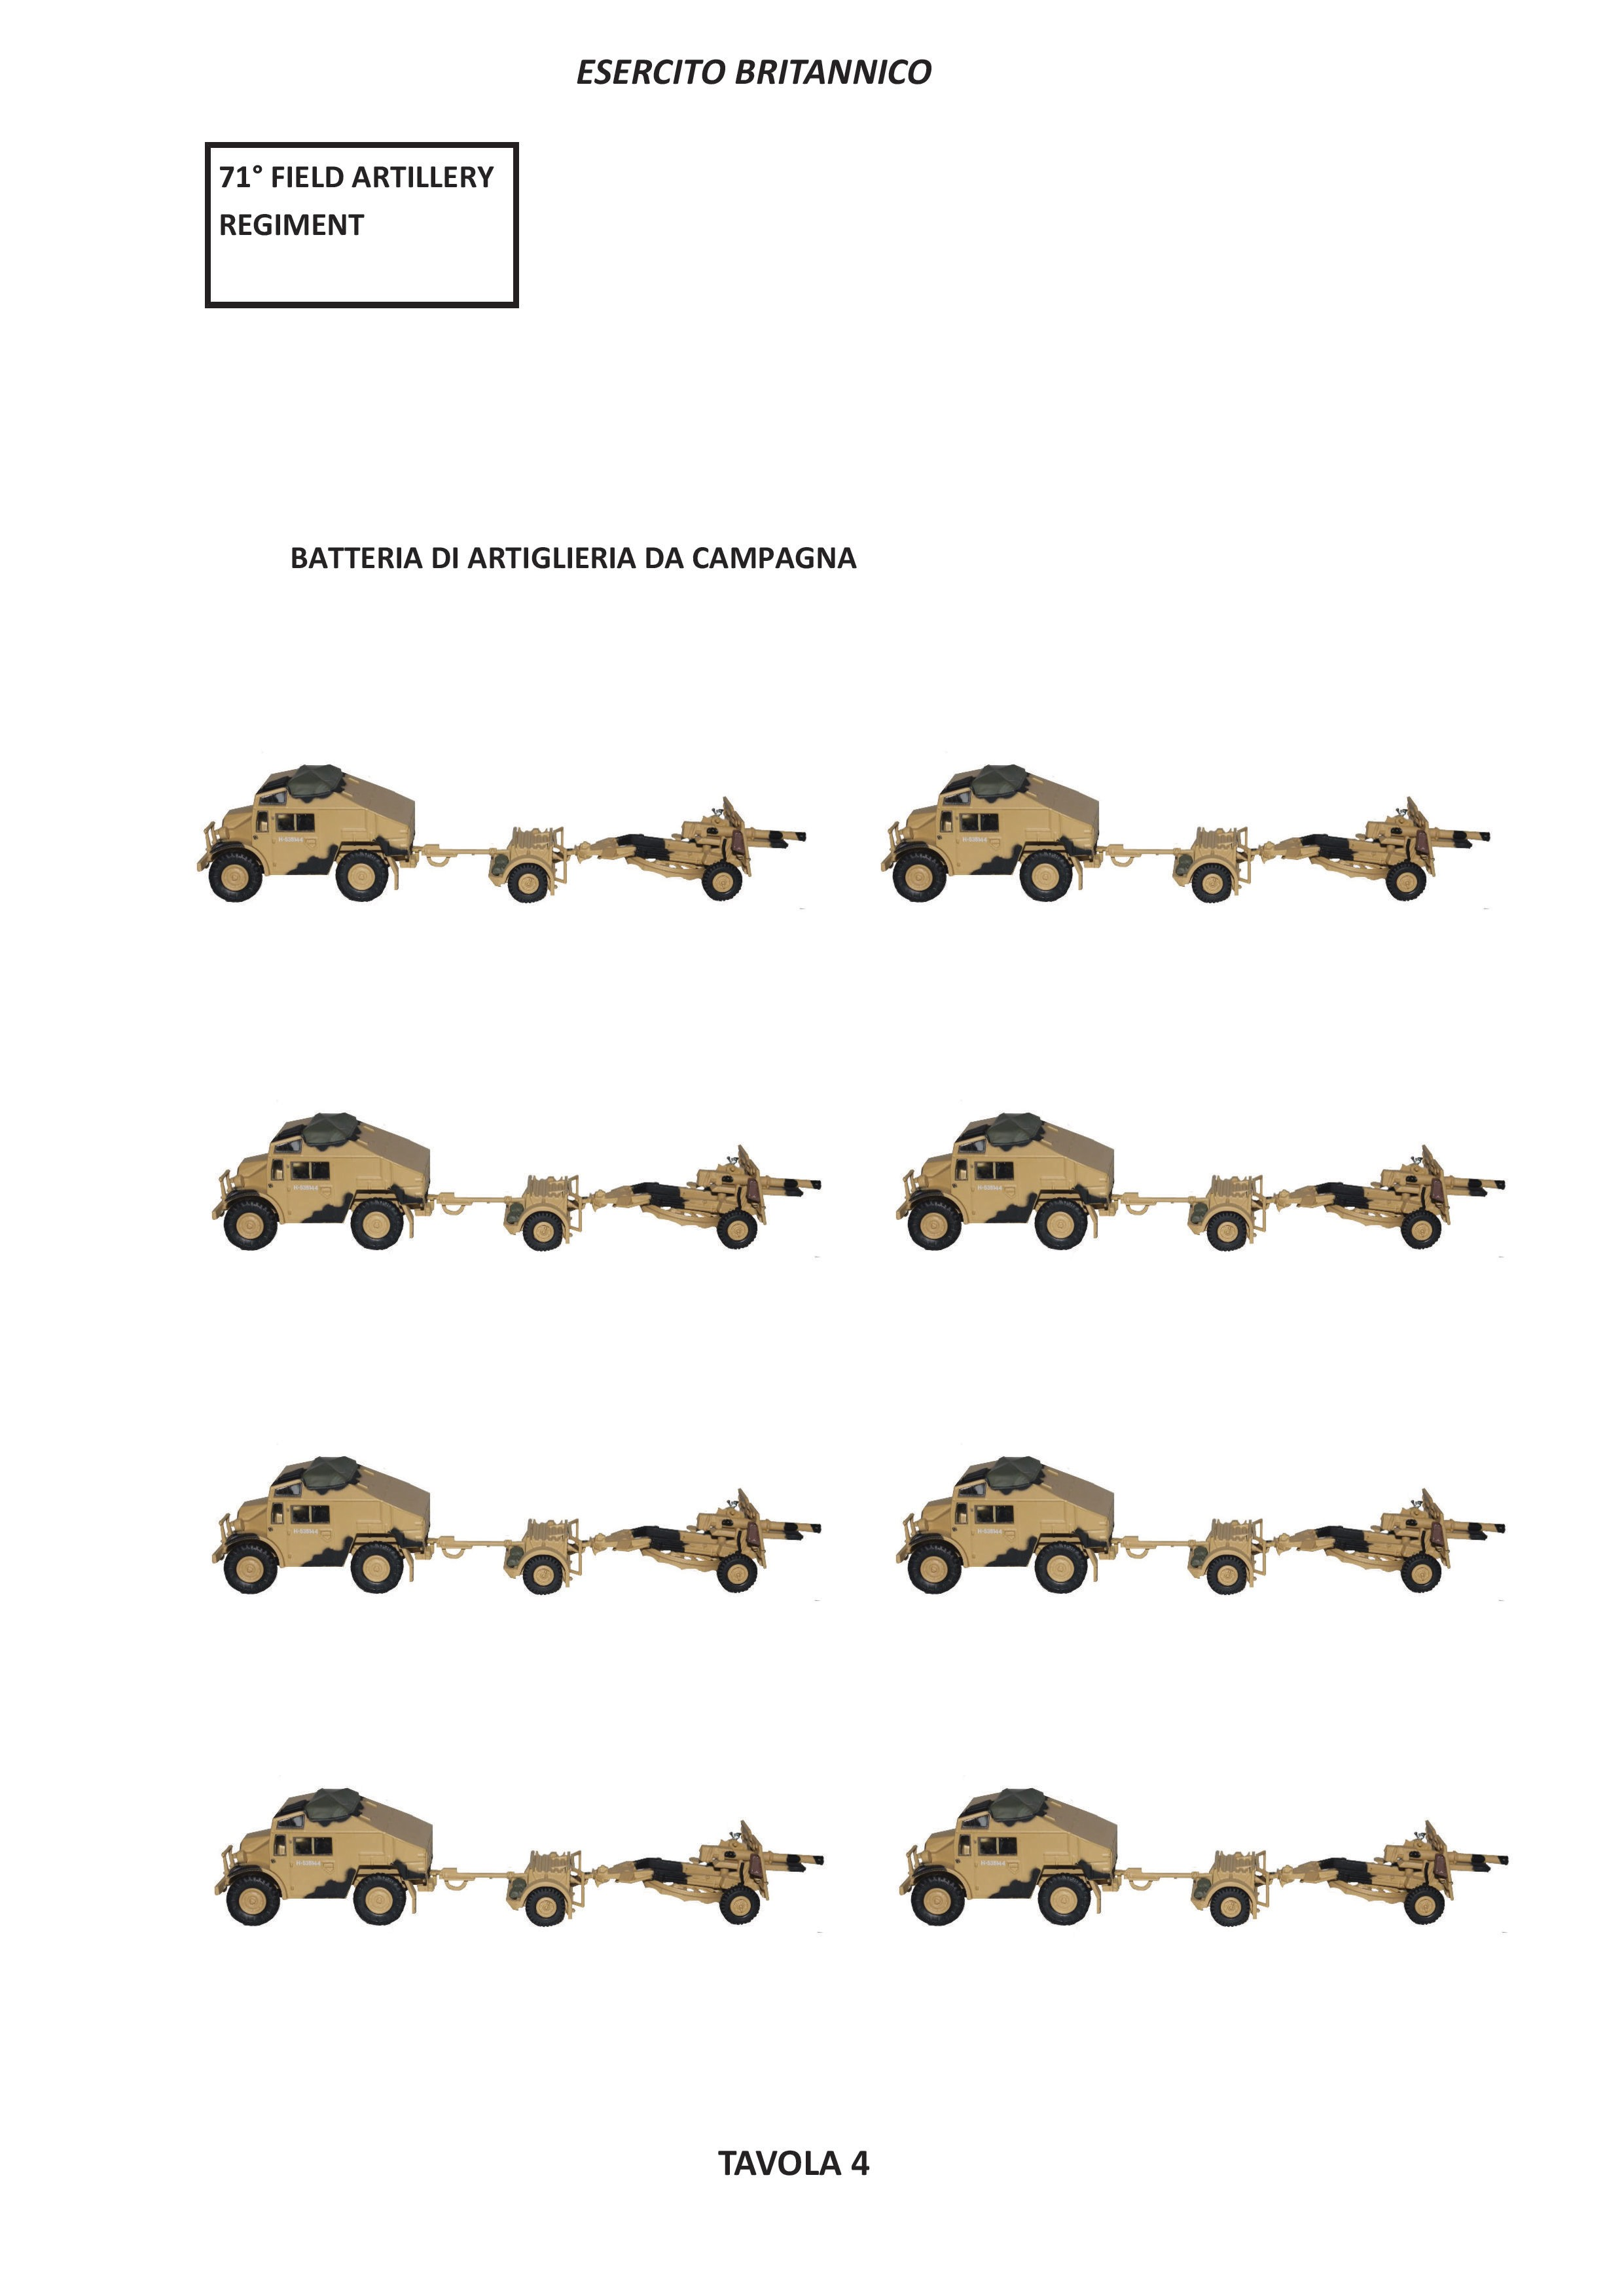 ESERCITO BRITANNICO
71° FIELD ARTILLERY
REGIMENT
BATTERIA DI ARTIGLIERIA DA CAMPAGNA
TAVOLA 4